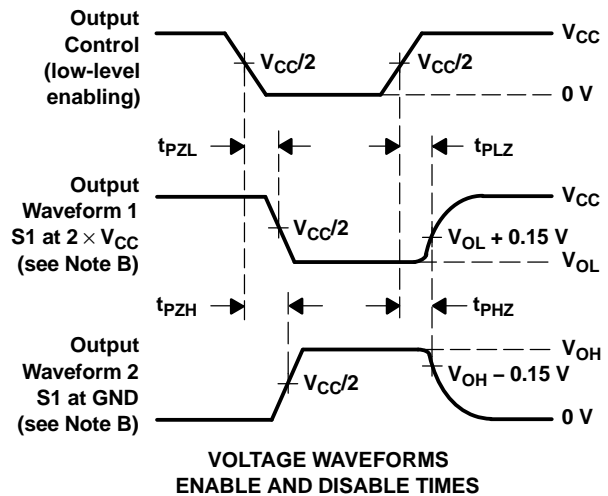 Output
Control
(low-level
enabling)
VCC/2
VCC/2
VCC
0 V
tPZL
tPLZ
Output
Waveform 1
S1 at 2 × VCC
(see Note B)
VCC/2
VCC
VOL + 0.15 V
VOL
tPZH
tPHZ
Output
Waveform 2
S1 at GND
(see Note B)
VCC/2
VOH
VOH − 0.15 V
0 V
VOLTAGE WAVEFORMS
ENABLE AND DISABLE TIMES